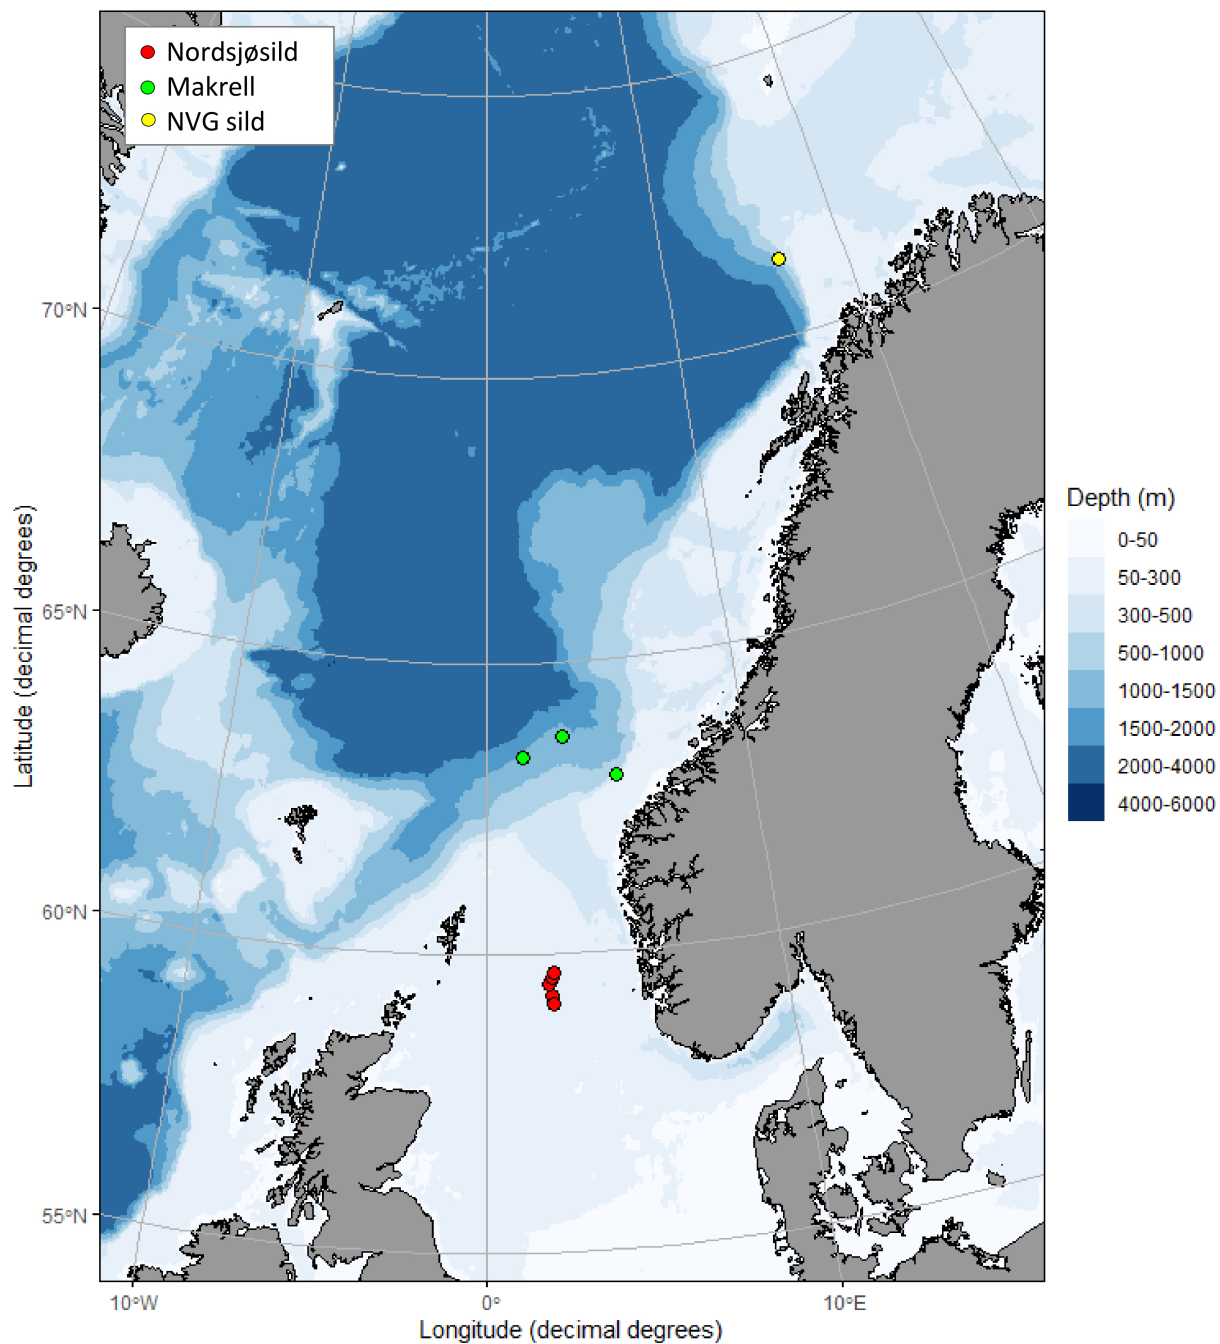 Nordsjøsild
Makrell
NVG sild
70°N
65°N
60°N
55°N
Latitude (decimal degrees)
10°W
0°
10°E
Longitude (decimal degrees)
Depth (m)
0-50
50-300
300-500
500-1000
1000-1500
1500-2000
2000-4000
4000-6000